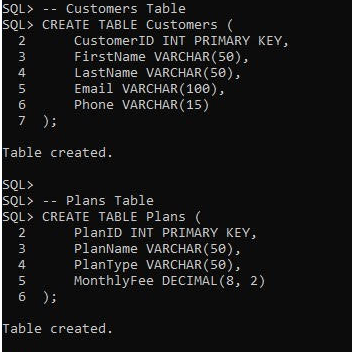 SQL> -- Customers Table
SQL> CREATE TABLE Customers (
  2      CustomerID INT PRIMARY KEY,
  3      FirstName VARCHAR(50),
  4      LastName VARCHAR(50),
  5      Email VARCHAR(100),
  6      Phone VARCHAR(15)
  7  );
Table created.
SQL>
SQL> -- Plans Table
SQL> CREATE TABLE Plans (
  2      PlanID INT PRIMARY KEY,
  3      PlanName VARCHAR(50),
  4      PlanType VARCHAR(50),
  5      MonthlyFee DECIMAL(8, 2)
  6  );
Table created.